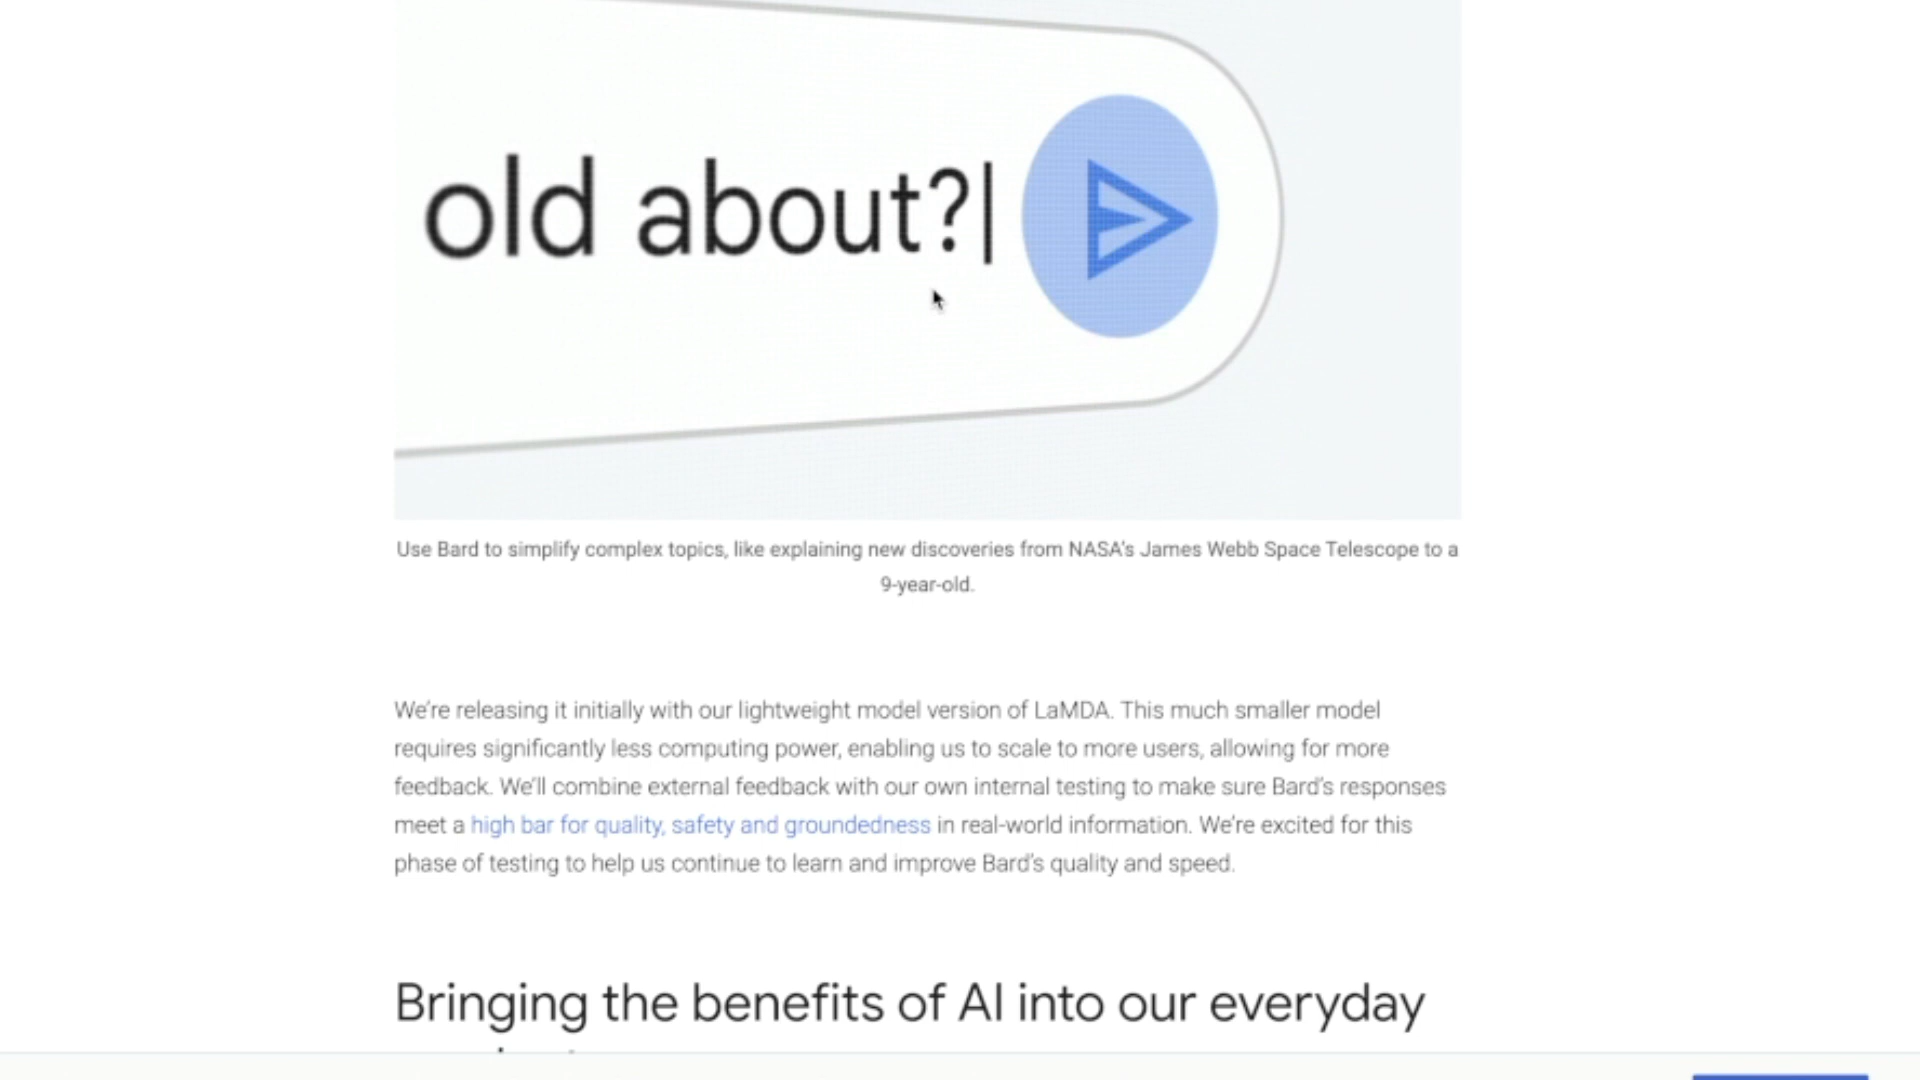 old about?
Use Bard to simplify complex topics, like explaining new discoveries from NASA's James Webb Space Telescope to a
9-year-old.
We're releasing it initially with our lightweight model version of LaMDA. This much smaller model
requires significantly less computing power, enabling us to scale to more users, allowing for more
feedback. We'll combine external feedback with our own internal testing to make sure Bard's responses
meet a high bar for quality, safety and groundedness in real-world information. We're excited for this
phase of testing to help us continue to learn and improve Bard's quality and speed.
Bringing the benefits of AI into our everyday